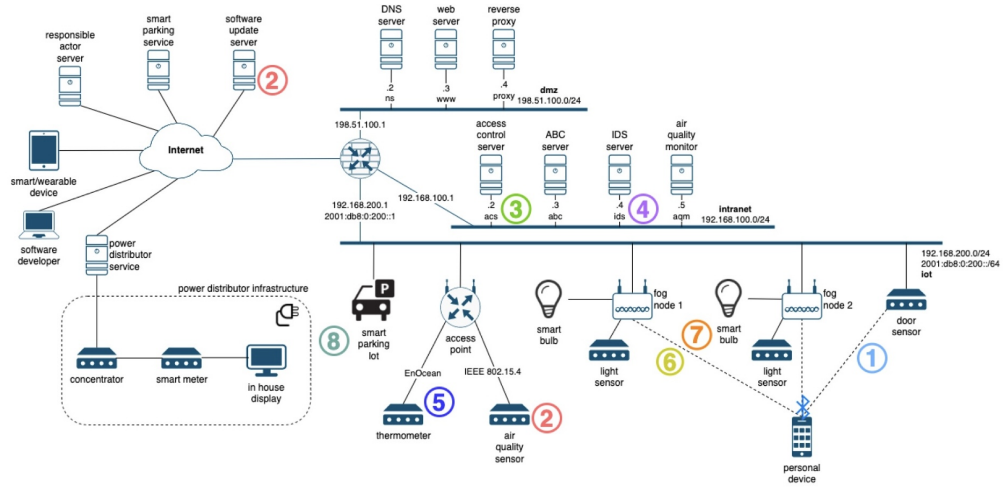 DNS
server
web
server
reverse
proxy
smart
parking
service
software
update
server
responsible
actor
server
2
.2
ns
.3
www
.4
proxy
dmz
198.51.100.0/24
198.51.100.1
access
control
server
ABC
server
IDS
server
air
quality
monitor
Internet
smart/wearable
device
192.168.100.1
192.168.200.1
2001:db8:0:200::1
.2
acs
3
.3
abc
.4
ids
4
.5
aqm
intranet
192.168.100.0/24
software
developer
power
distributor
service
192.168.200.0/24
2001:db8:0:200::/64
iot
power distributor infrastructure
P
8
smart
parking
lot
access
point
smart
bulb
fog
node 1
7
smart
bulb
fog
node 2
door
sensor
concentrator
smart meter
in house
display
EnOcean
IEEE 802.15.4
light
sensor
6
light
sensor
1
5
thermometer
2
air
quality
sensor
personal
device